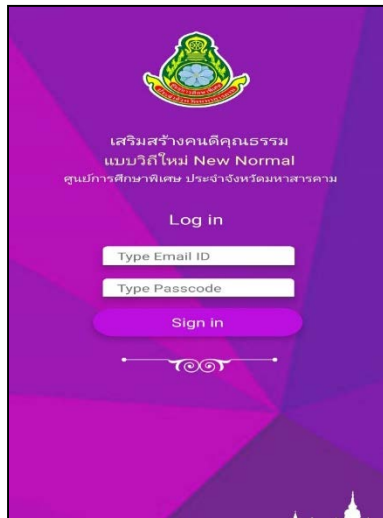 เสริมสร้างคนดีคุณธรรม
แบบวิถีใหม่ New Normal
ศูนย์การศึกษาพิเศษ ประจำจังหวัดมหาสารคาม
Log in
Type Email ID
Type Passcode
Sign in